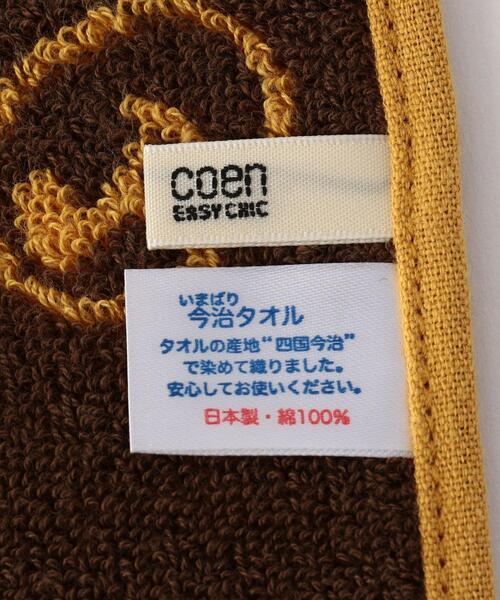 coen
EASY CHIC
いまばり
今治タオル
タオルの産地“四国今治”
で染めて織りました。
安心してお使いください。
日本製・綿100%